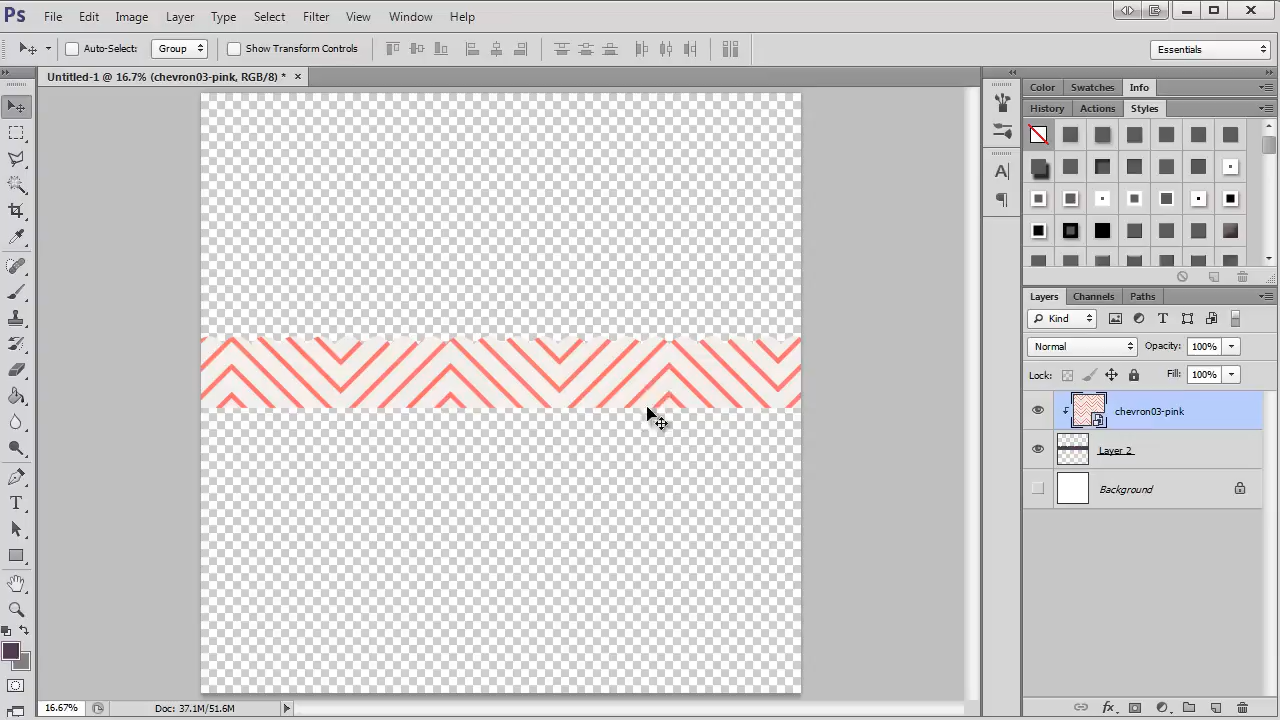 Ps File Edit Image Layer Type Select Filter View Window Help
Auto-Select: Group Show Transform Controls Essentials
Untitled-1 @ 16.7% (chevron03-pink, RGB/8) * ×
Color Swatches Info
History Actions Styles
Layers Channels Paths
Kind
Normal Opacity: 100%
Lock: Fill: 100%
chevron03-pink
Layer 2
Background
16.67% Doc: 37.1M/51.6M